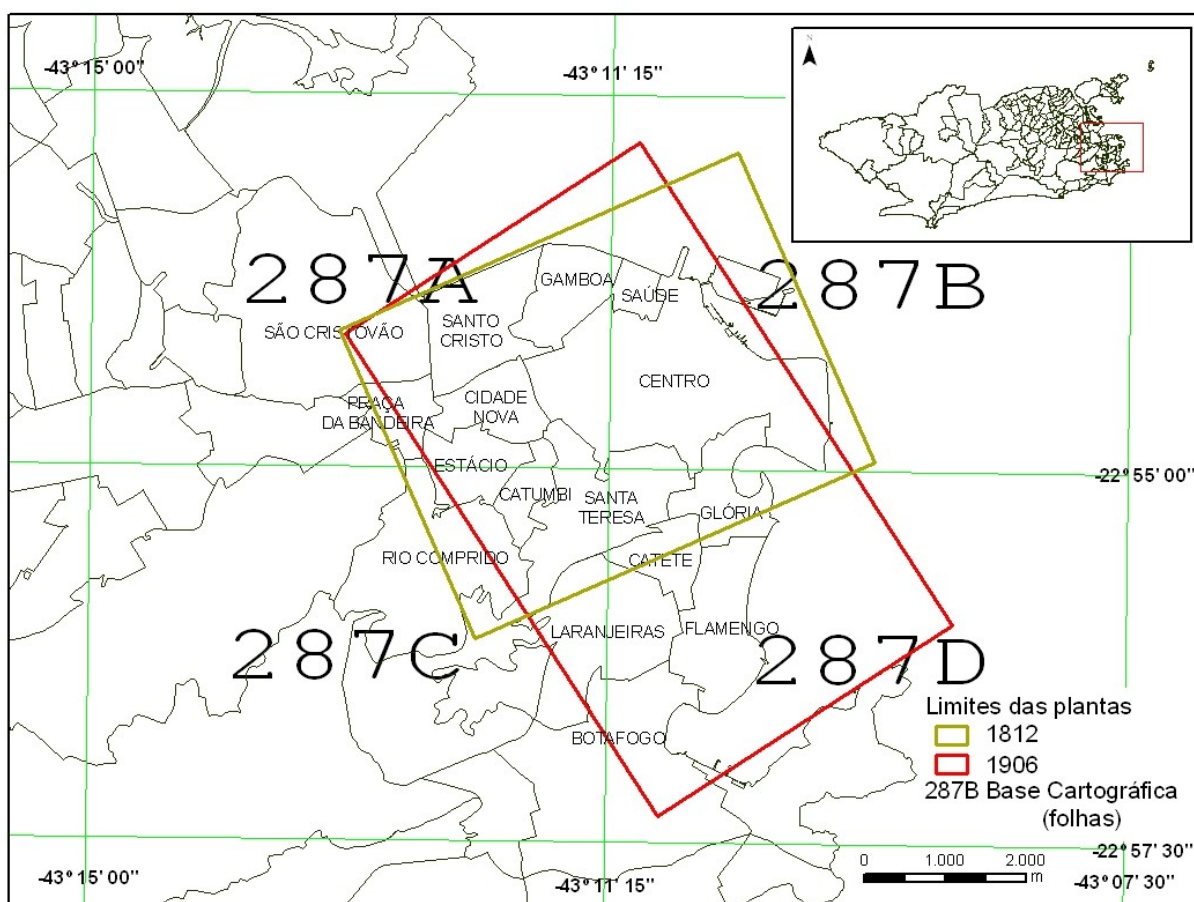 -43° 15' 00"
-43° 11' 15"
N
287A
287B
GAMBOA
SAÚDE
SÃO CRISTOVÃO
SANTO
CRISTO
CENTRO
PRAÇA
DA BANDEIRA
CIDADE
NOVA
ESTÁCIO
CATUMBI
SANTA
TERESA
GLÓRIA
-22° 55' 00"
RIO COMPRIDO
CATETE
287C
LARANJEIRAS
FLAMENGO
287D
BOTAFOGO
Limites das plantas
1812
1906
287B Base Cartográfica
(folhas)
0 1.000 2.000
m
-22° 57' 30"
-43° 15' 00"
-43° 11' 15"
-43° 07' 30"